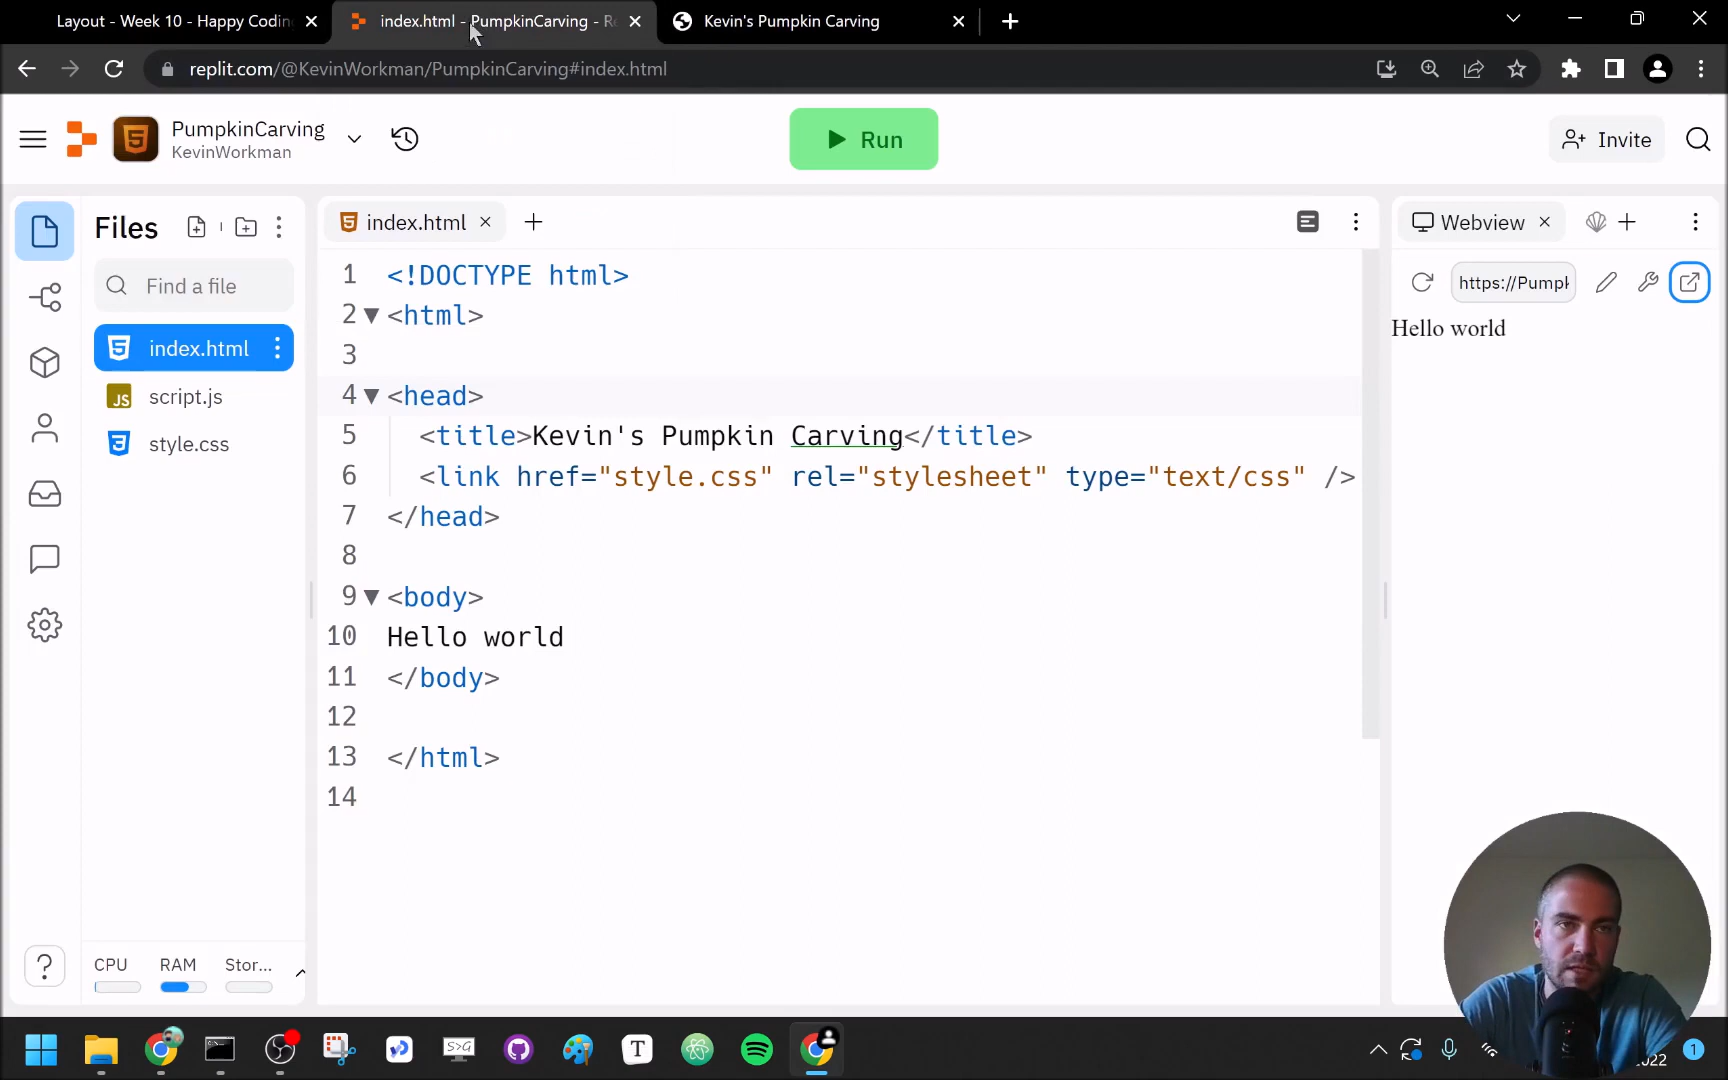 Layout - Week 10 - Happy Codin
index.html - PumpkinCarving - Re
Kevin's Pumpkin Carving
replit.com/@KevinWorkman/PumpkinCarving#index.html
PumpkinCarving
KevinWorkman
Run
Invite
Files
Find a file
index.html
script.js
style.css
CPU RAM Stor...
index.html
1 <!DOCTYPE html>
2 <html>
3
4 <head>
5 <title>Kevin's Pumpkin Carving</title>
6 <link href="style.css" rel="stylesheet" type="text/css" />
7 </head>
8
9 <body>
10 Hello world
11 </body>
12
13 </html>
14
Webview
https://Pumpk
Hello world
2022
1